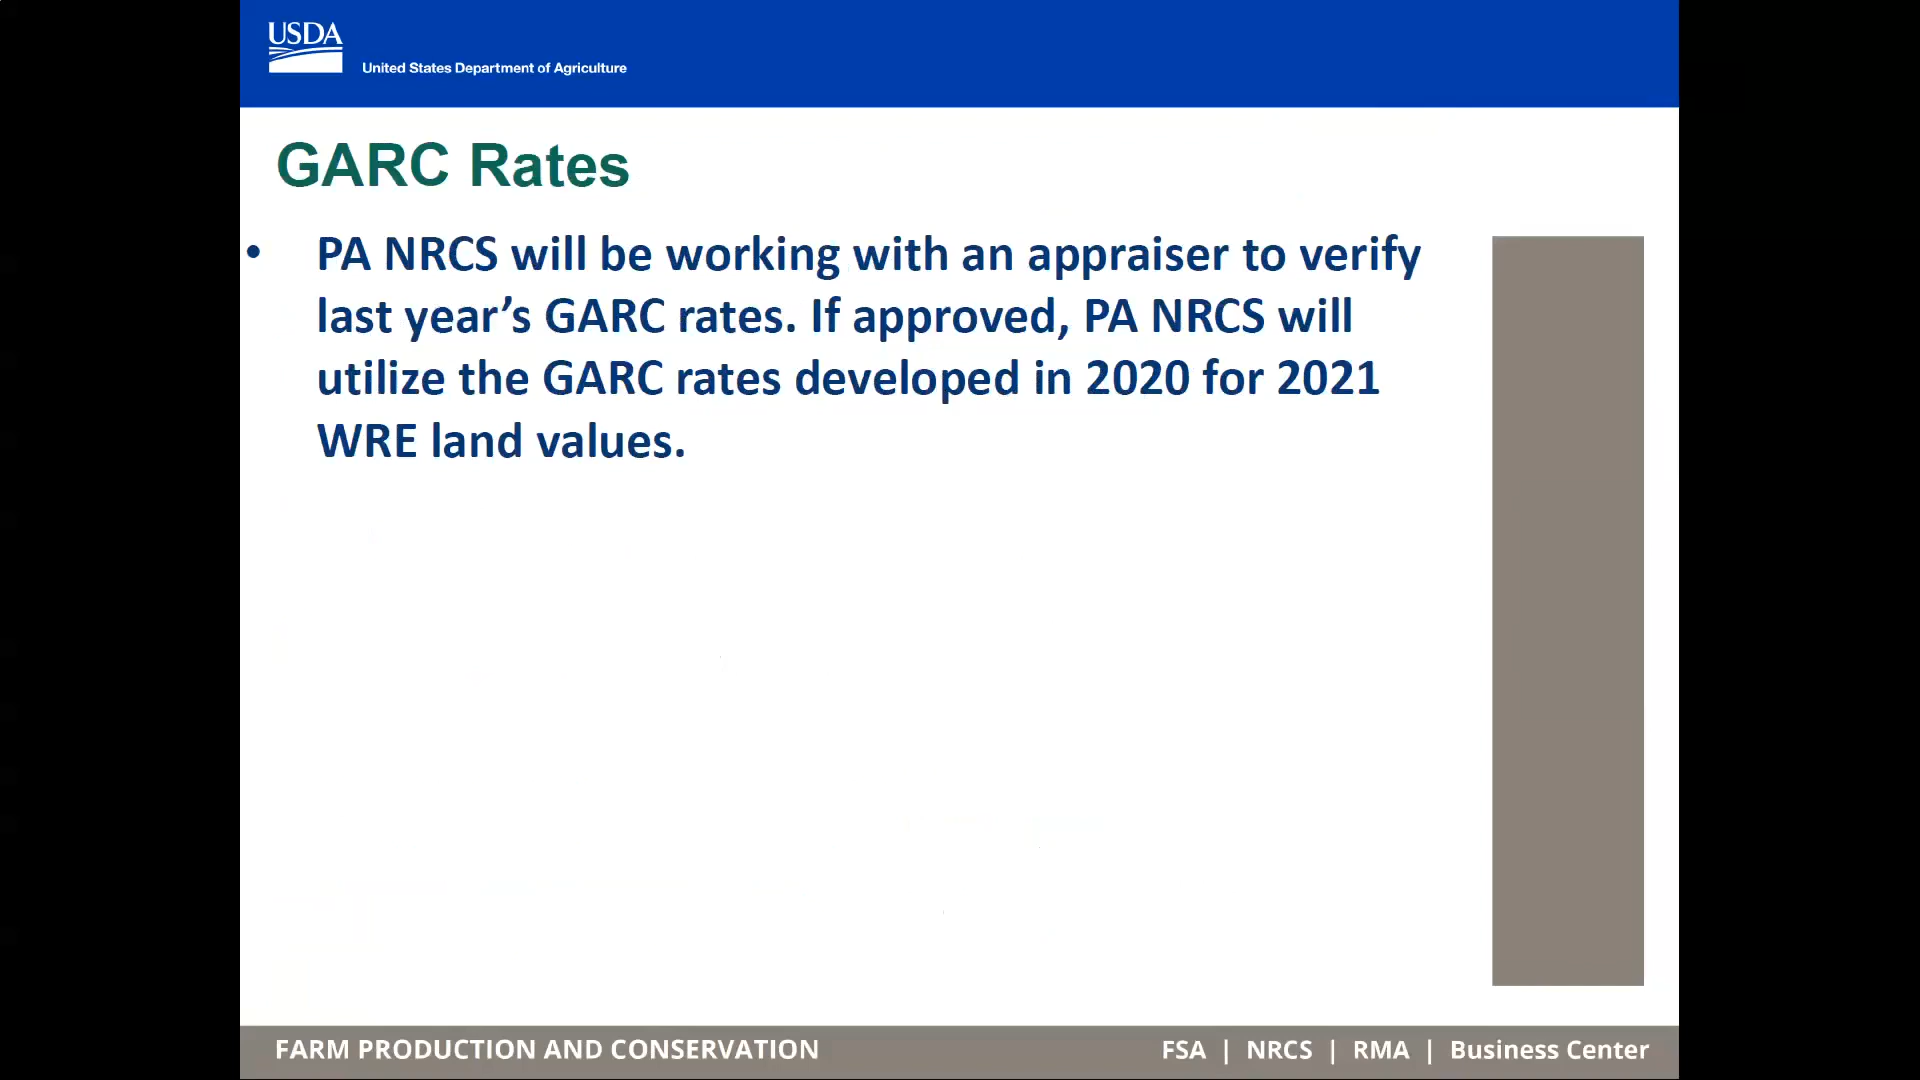 USDA
United States Department of Agriculture
GARC Rates
• PA NRCS will be working with an appraiser to verify
last year’s GARC rates. If approved, PA NRCS will
utilize the GARC rates developed in 2020 for 2021
WRE land values.
FARM PRODUCTION AND CONSERVATION
FSA | NRCS | RMA | Business Center